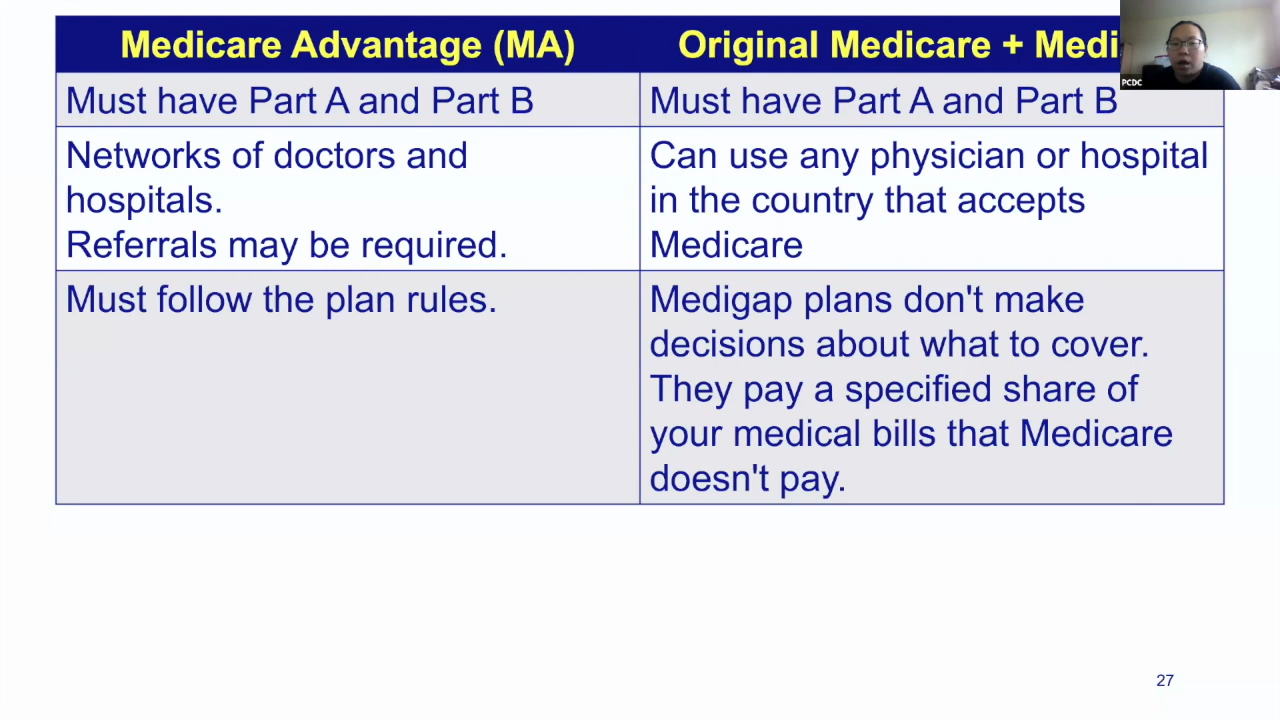 Medicare Advantage (MA)
Original Medicare +
Must have Part A and Part B
Must have Part A and Part B
Networks of doctors and
hospitals.
Referrals may be required.
Can use any physician or hospital
in the country that accepts
Medicare
Must follow the plan rules.
Medigap plans don't make
decisions about what to cover.
They pay a specified share of
your medical bills that Medicare
doesn't pay.
PCDC
27